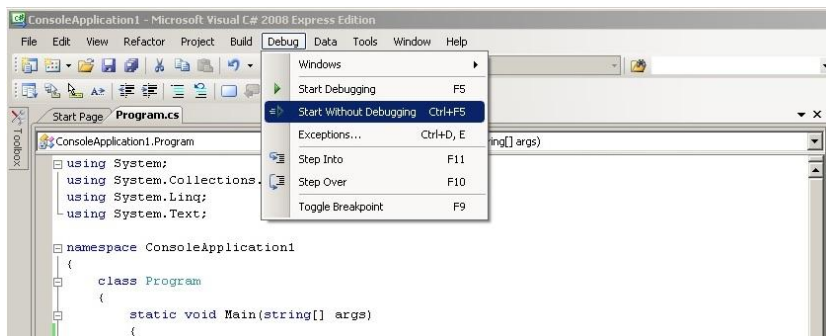 ConsoleApplication1 - Microsoft Visual C# 2008 Express Edition
File Edit View Refactor Project Build Debug Data Tools Window Help
Windows
Start Debugging F5
Start Without Debugging Ctrl+F5
Exceptions... Ctrl+D, E
Step Into F11
Step Over F10
Toggle Breakpoint F9
Toolbox
Start Page Program.cs
ConsoleApplication1.Program ing[] args)
using System;
using System.Collections.
using System.Linq;
using System.Text;
namespace ConsoleApplication1
{
class Program
{
static void Main(string[] args)
{